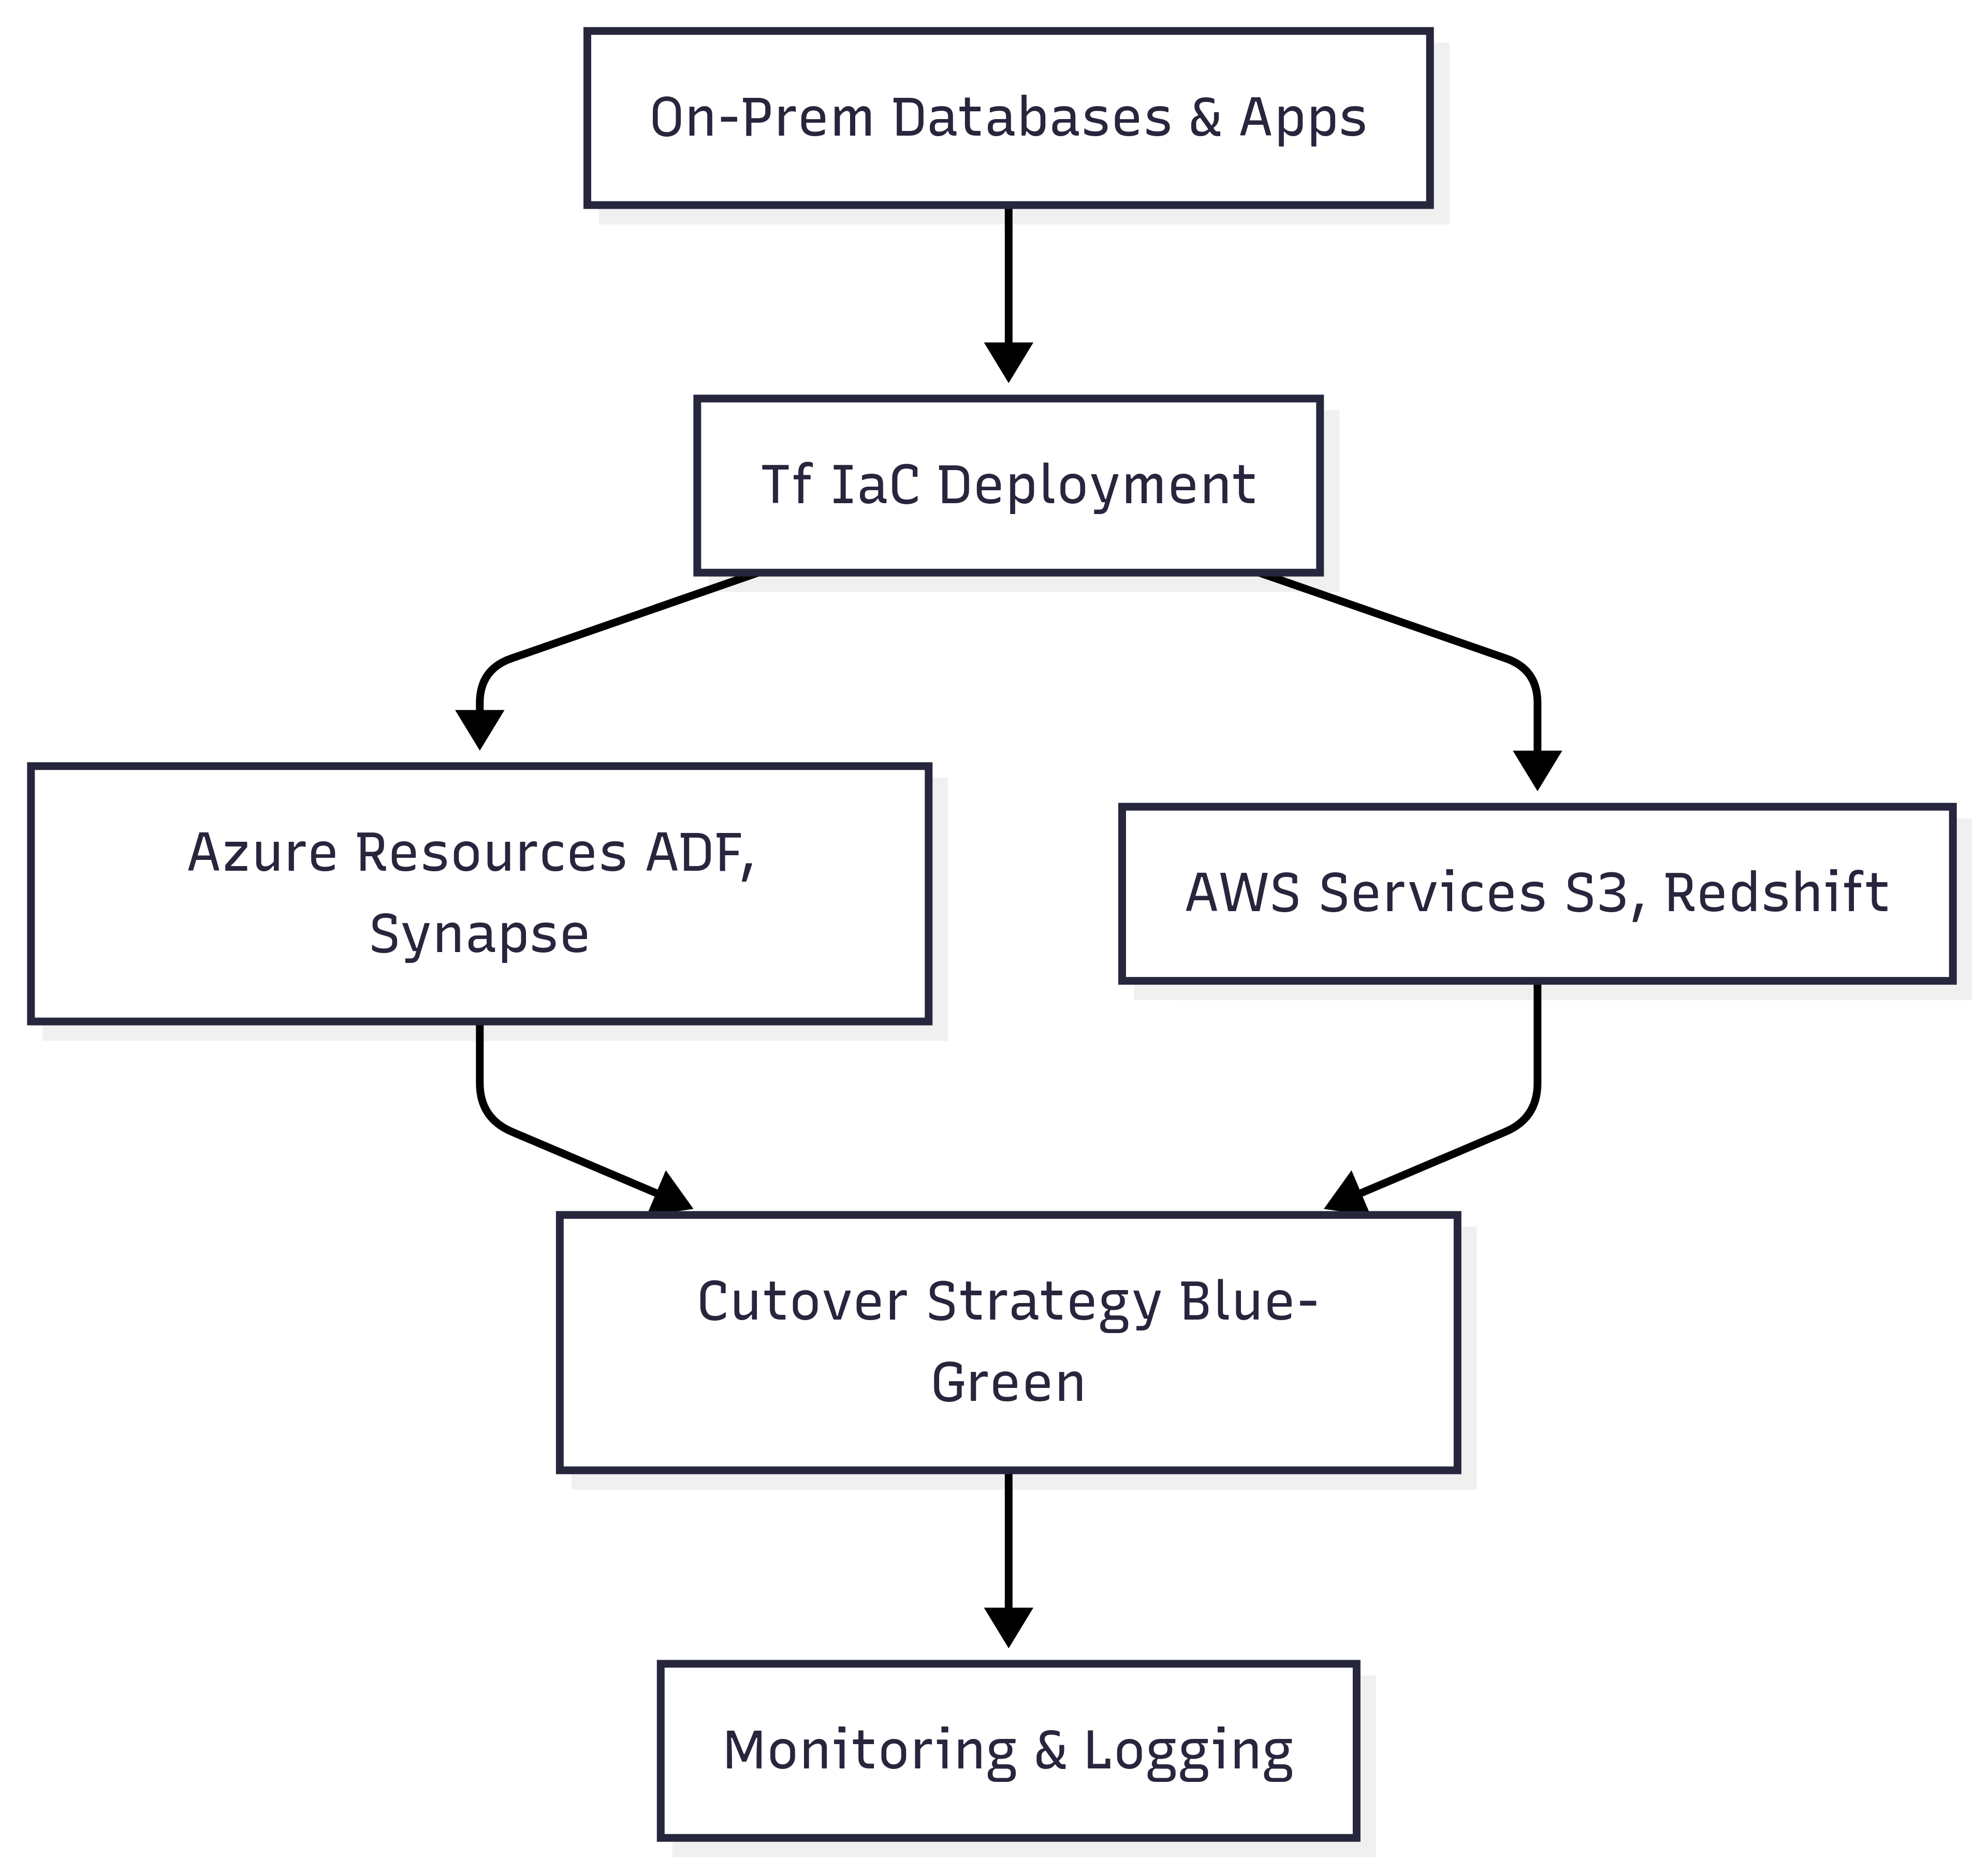 On-Prem Databases & Apps
Tf IaC Deployment
Azure Resources ADF,
Synapse
AWS Services S3, Redshift
Cutover Strategy Blue-
Green
Monitoring & Logging